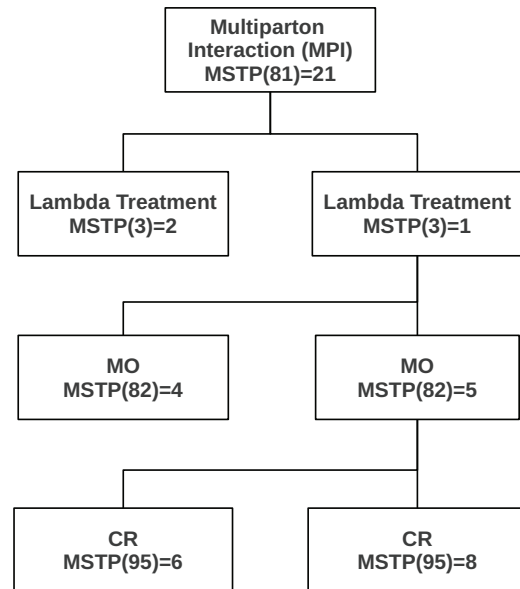 Multiparton
Interaction (MPI)
MSTP(81)=21
Lambda Treatment
MSTP(3)=2
Lambda Treatment
MSTP(3)=1
MO
MSTP(82)=4
MO
MSTP(82)=5
CR
MSTP(95)=6
CR
MSTP(95)=8